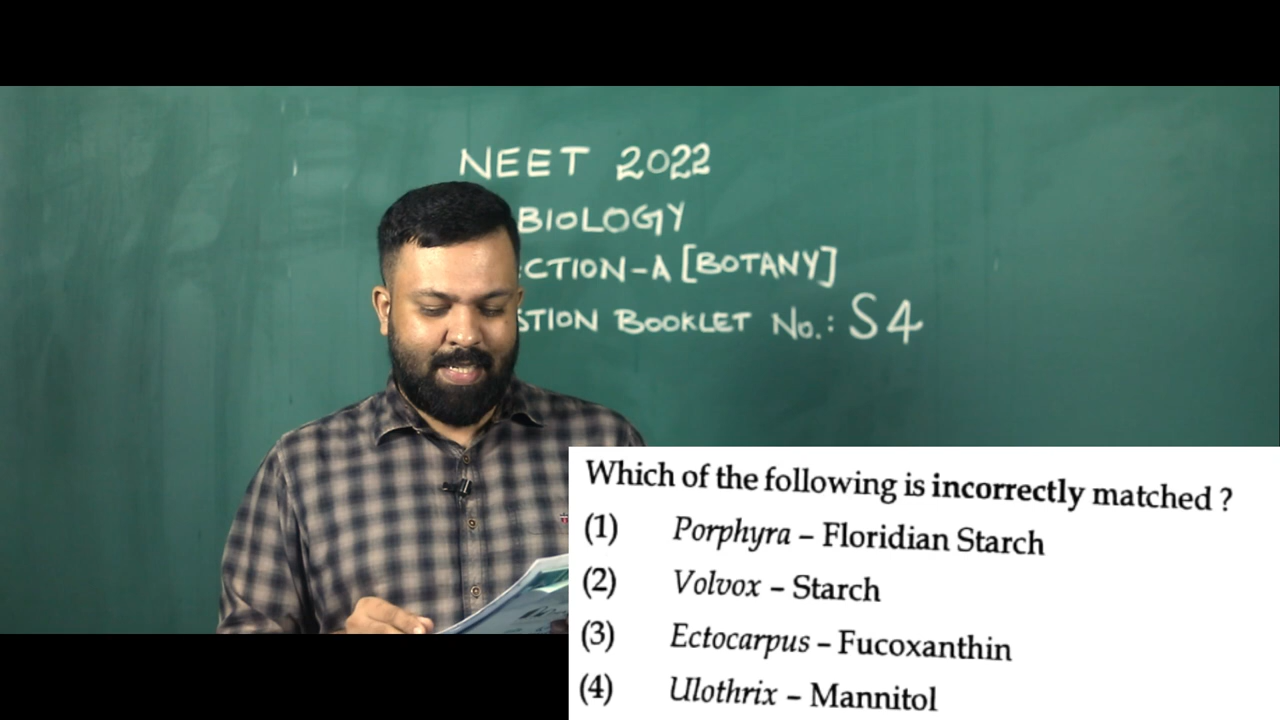 NEET 2022
BIOLOGY
CTION-A [BOTANY]
STION BOOKLET No.: S4
Which of the following is incorrectly matched ?
(1) Porphyra – Floridian Starch
(2) Volvox – Starch
(3) Ectocarpus – Fucoxanthin
(4) Ulothrix – Mannitol